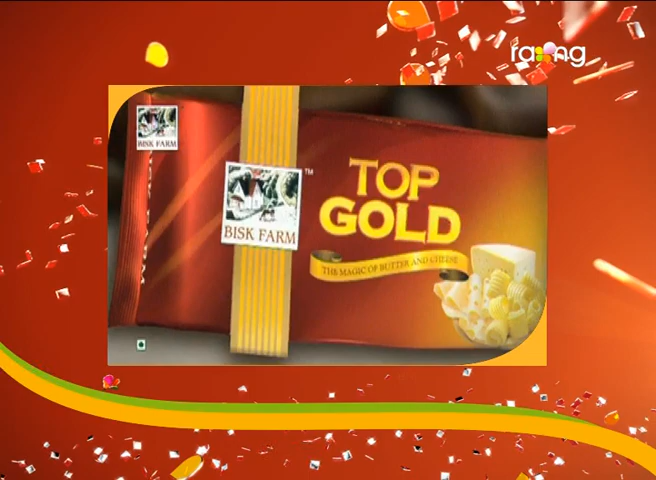 rang
BISK FARM
BISK FARM
TM
TOP
GOLD
THE MAGIC OF BUTTER AND CHEESE